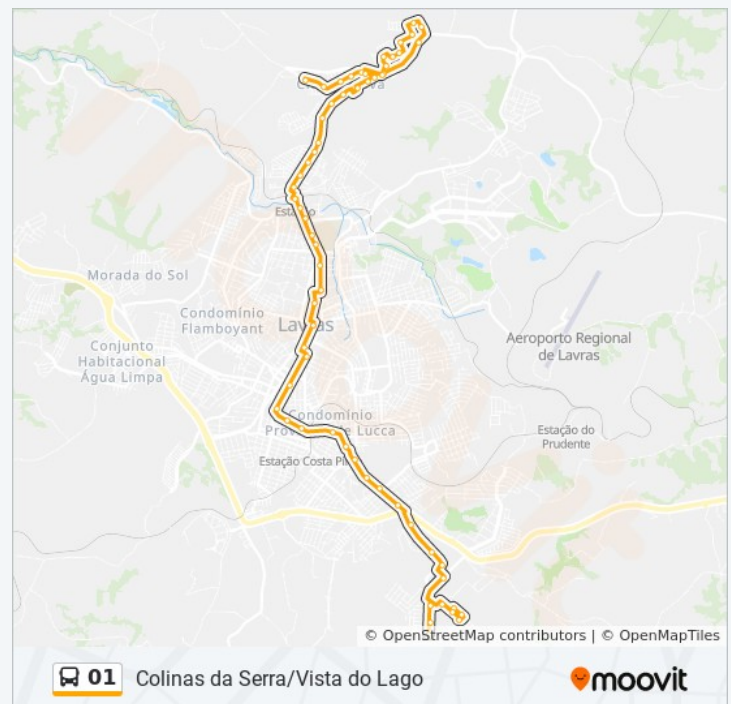 Estação
Morada do Sol
Condomínio
Flamboyant
Lavras
Aeroporto Regional
de Lavras
Conjunto
Habitacional
Água Limpa
Condomínio
de Lucca
Estação do
Prudente
Estação Costa
© OpenStreetMap contributors | © OpenMapTiles
01 Colinas da Serra/Vista do Lago
moovit